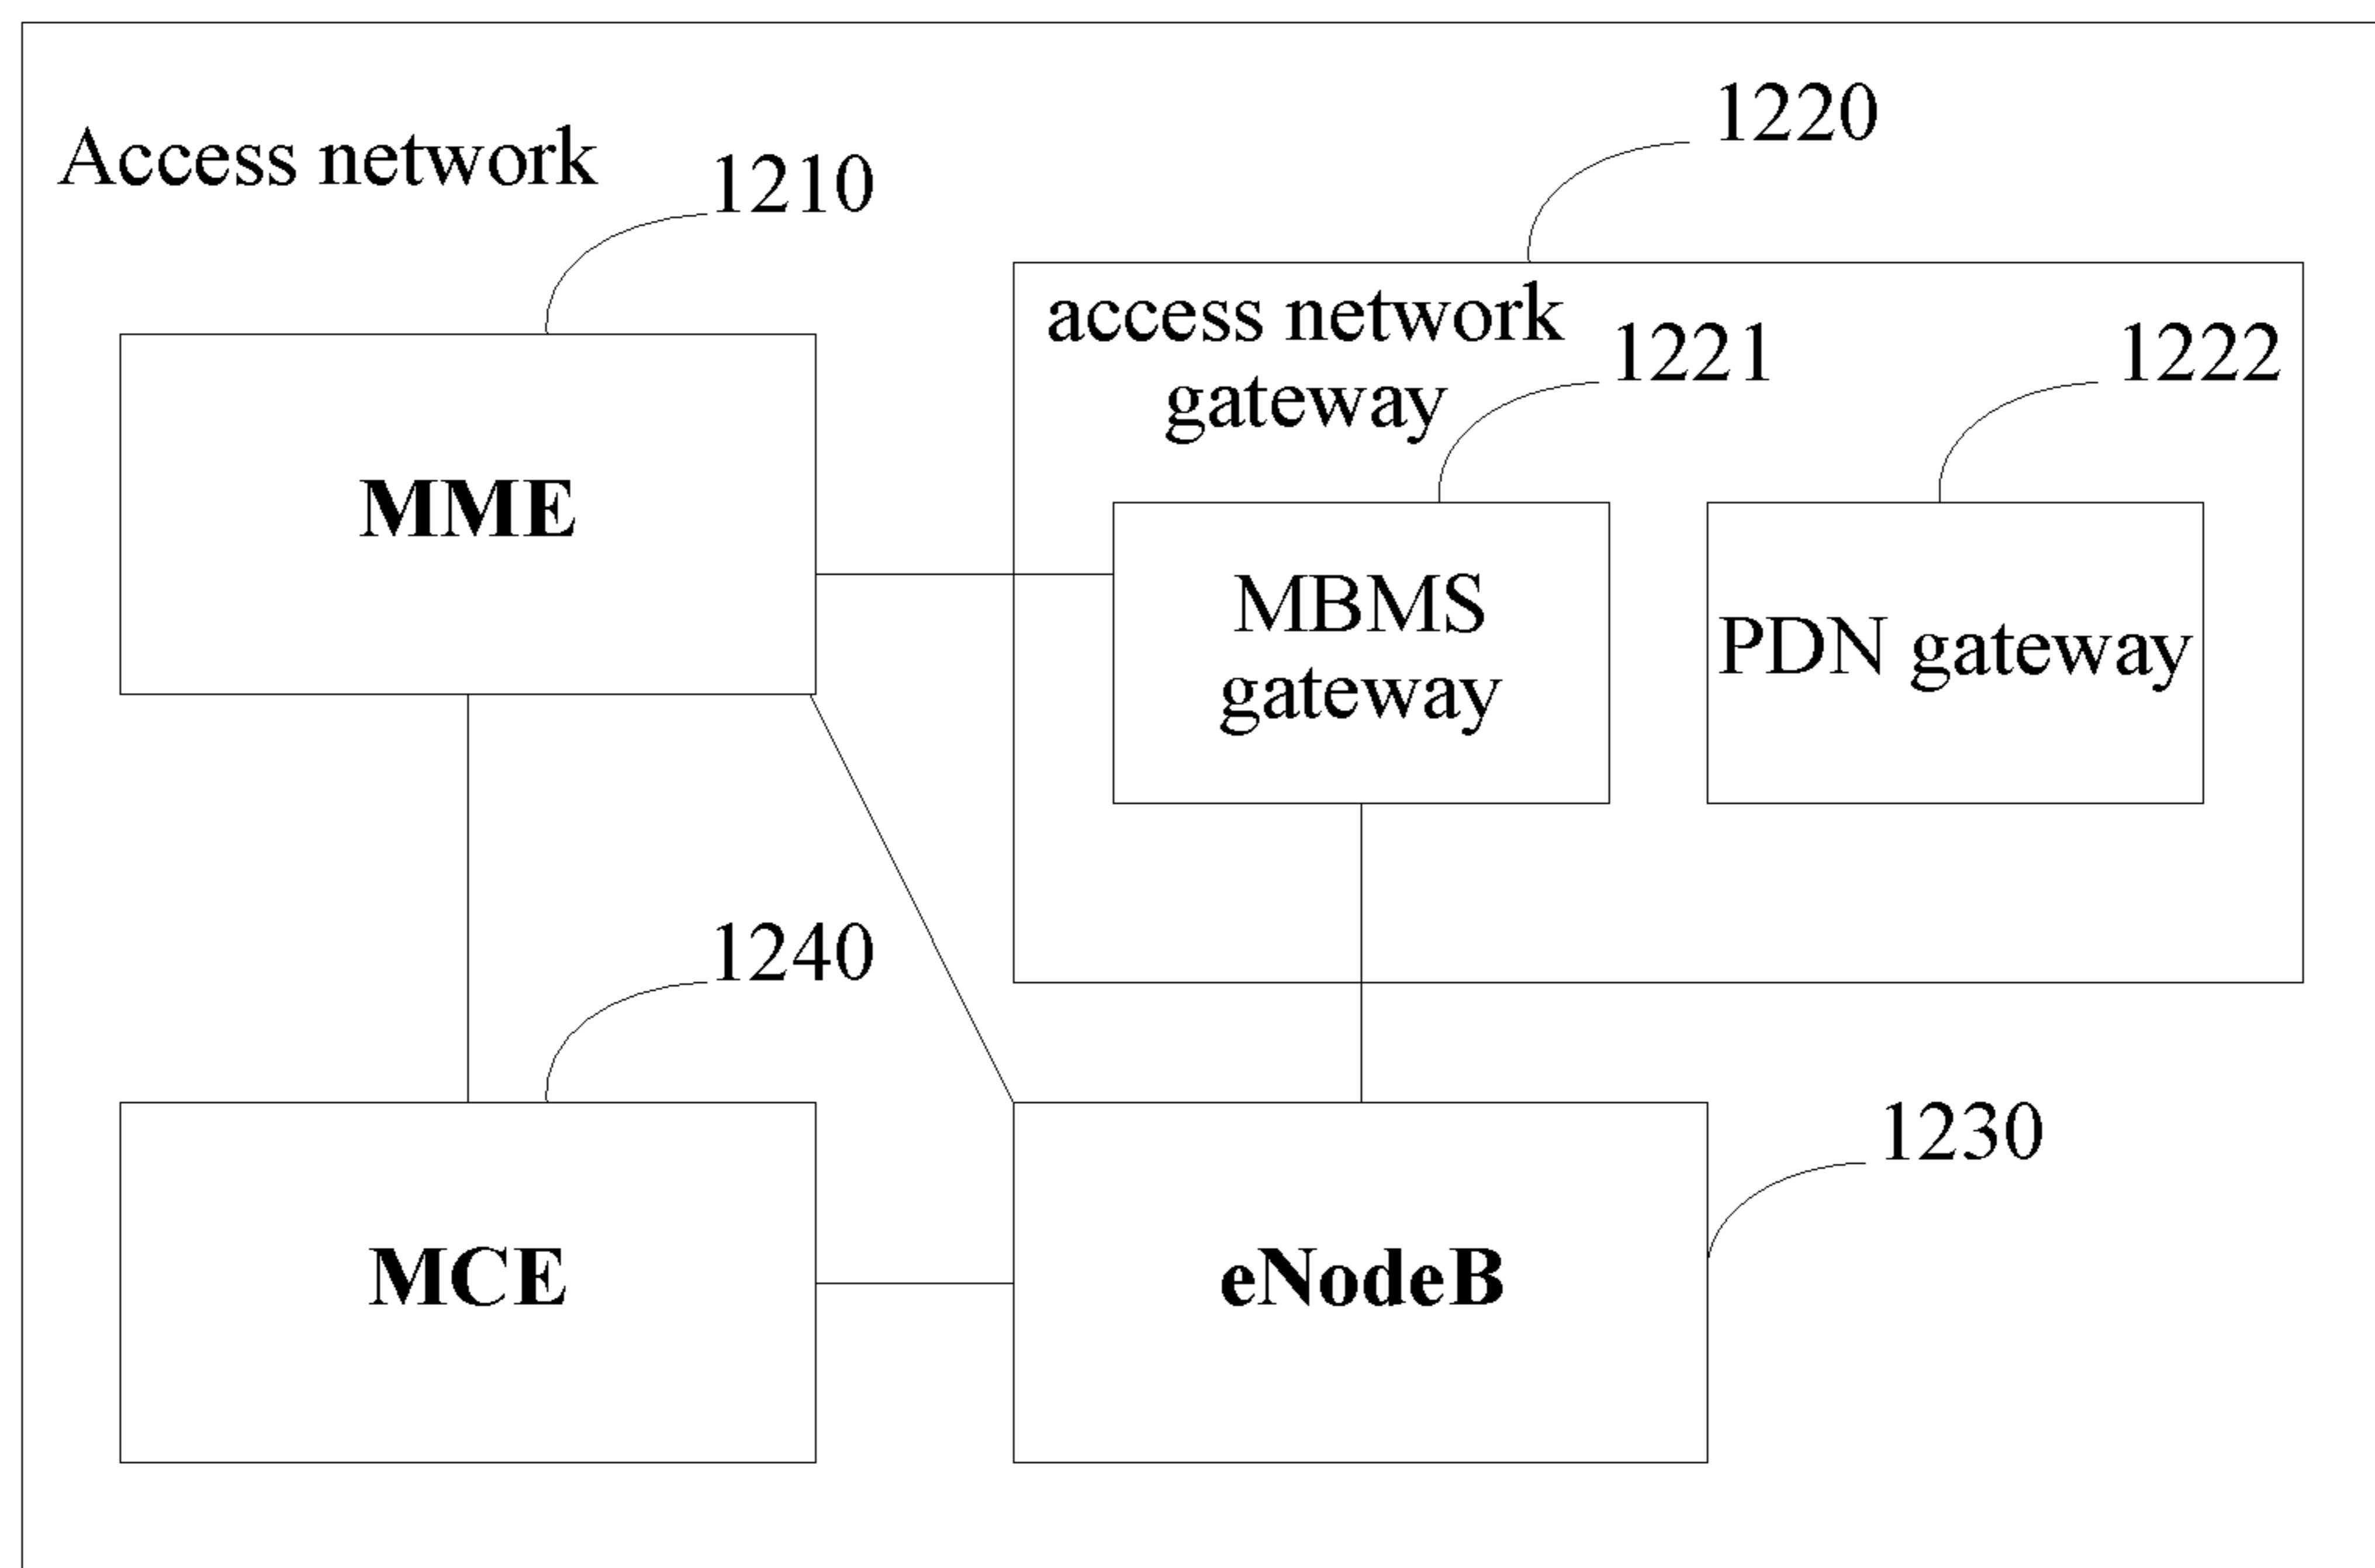 1220
Access network
1210
access network
gateway
1221
1222
MME
MBMS
gateway
PDN gateway
1240
1230
MCE
eNodeB